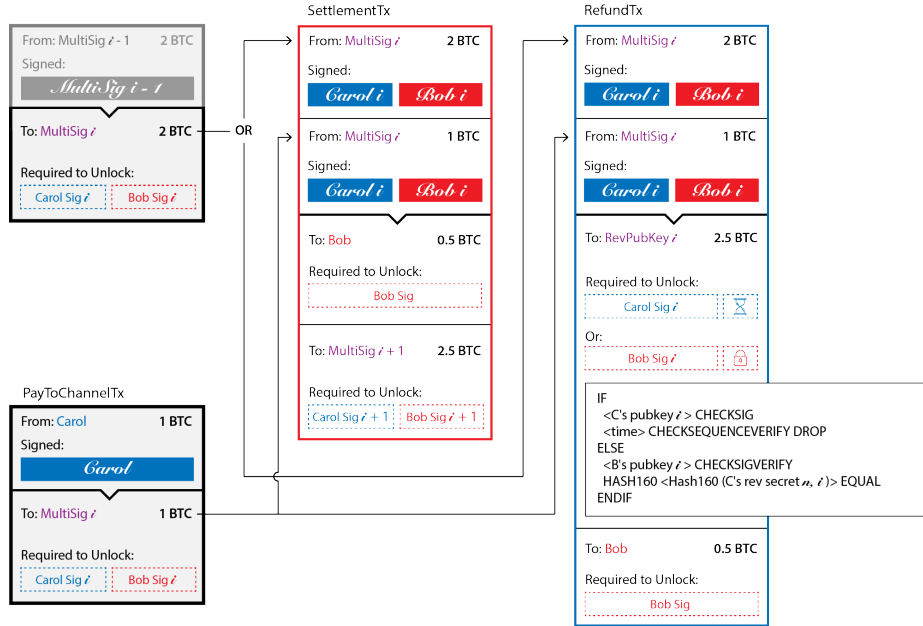 From: MultiSig i - 1 2 BTC
Signed:
MultiSig i - 1
To: MultiSig i 2 BTC
Required to Unlock:
Carol Sig i Bob Sig i
OR
PayToChannelTx
From: Carol 1 BTC
Signed:
Carol
To: MultiSig i 1 BTC
Required to Unlock:
Carol Sig i Bob Sig i
SettlementTx
From: MultiSig i 2 BTC
Signed:
Carol i Bob i
From: MultiSig i 1 BTC
Signed:
Carol i Bob i
To: Bob 0.5 BTC
Required to Unlock:
Bob Sig
To: MultiSig i + 1 2.5 BTC
Required to Unlock:
Carol Sig i + 1 Bob Sig i + 1
RefundTx
From: MultiSig i 2 BTC
Signed:
Carol i Bob i
From: MultiSig i 1 BTC
Signed:
Carol i Bob i
To: RevPubKey i 2.5 BTC
Required to Unlock:
Carol Sig i
Or:
Bob Sig i
IF
<C's pubkey i > CHECKSIG
<time> CHECKSEQUENCEVERIFY DROP
ELSE
<B's pubkey i > CHECKSIGVERIFY
HASH160 <Hash160 (C's rev secret n, i )> EQUAL
ENDIF
To: Bob 0.5 BTC
Required to Unlock:
Bob Sig